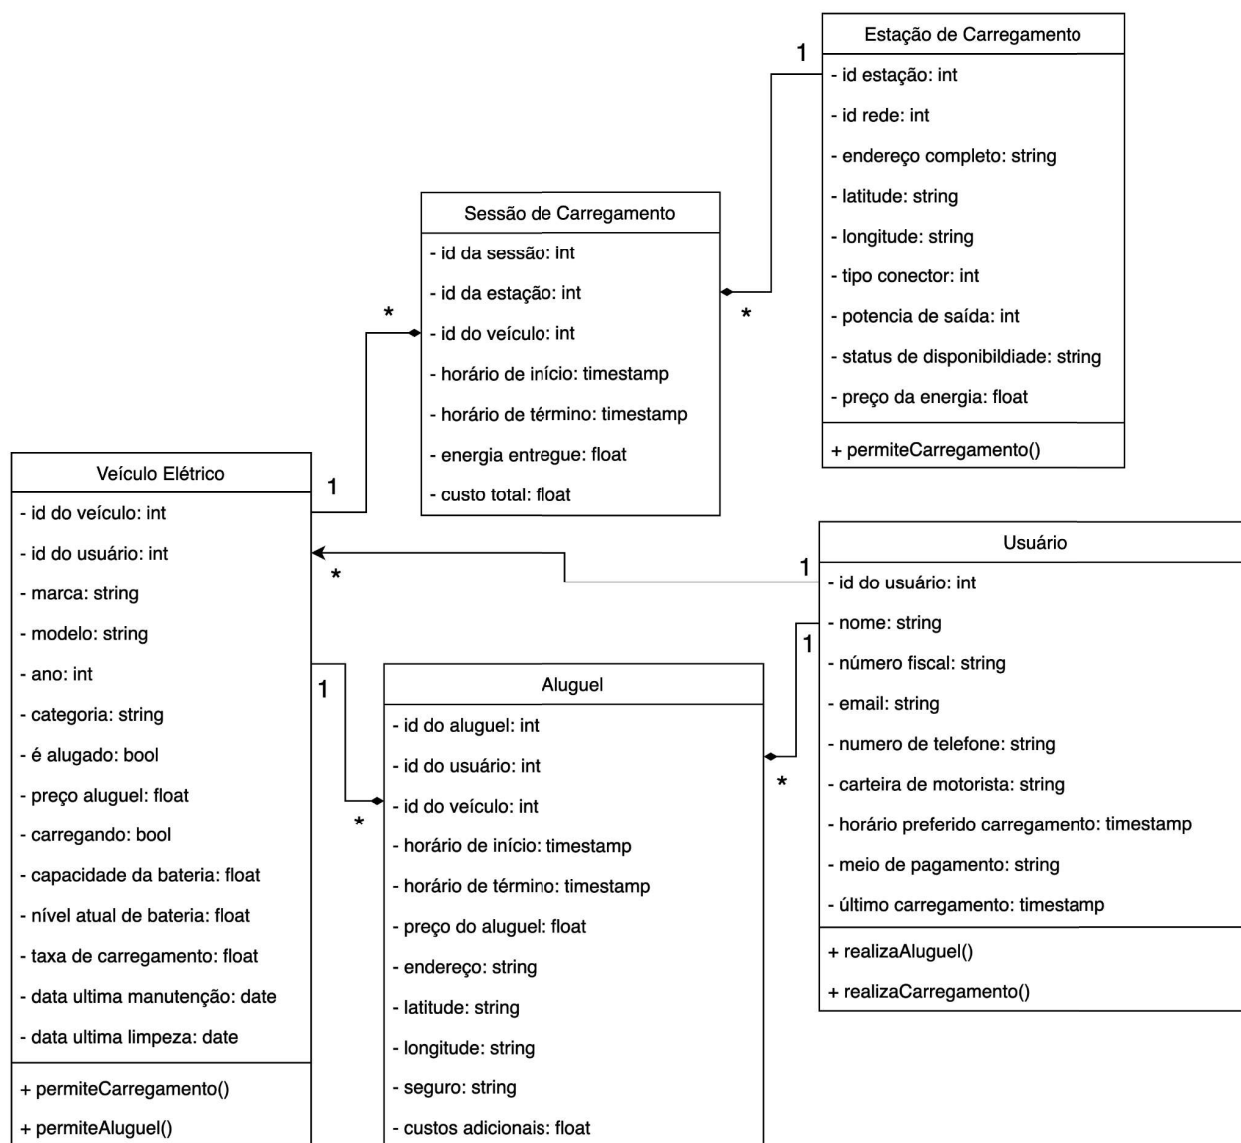 Estação de Carregamento
1
- id estação: int
- id rede: int
- endereço completo: string
- latitude: string
- longitude: string
- tipo conector: int
- potencia de saída: int
- status de disponibildiade: string
- preço da energia: float
+ permiteCarregamento()
Sessão de Carregamento
- id da sessão: int
- id da estação: int
- id do veículo: int
- horário de início: timestamp
- horário de término: timestamp
- energia entregue: float
- custo total: float
*
*
Veículo Elétrico
1
- id do veículo: int
- id do usuário: int
- marca: string
- modelo: string
- ano: int
- categoria: string
- é alugado: bool
- preço aluguel: float
- carregando: bool
- capacidade da bateria: float
- nível atual de bateria: float
- taxa de carregamento: float
- data ultima manutenção: date
- data ultima limpeza: date
+ permiteCarregamento()
+ permiteAluguel()
*
1
1
*
Aluguel
- id do aluguel: int
- id do usuário: int
- id do veículo: int
- horário de início: timestamp
- horário de término: timestamp
- preço do aluguel: float
- endereço: string
- latitude: string
- longitude: string
- seguro: string
- custos adicionais: float
*
1
Usuário
- id do usuário: int
- nome: string
- número fiscal: string
- email: string
- numero de telefone: string
- carteira de motorista: string
- horário preferido carregamento: timestamp
- meio de pagamento: string
- último carregamento: timestamp
+ realizaAluguel()
+ realizaCarregamento()